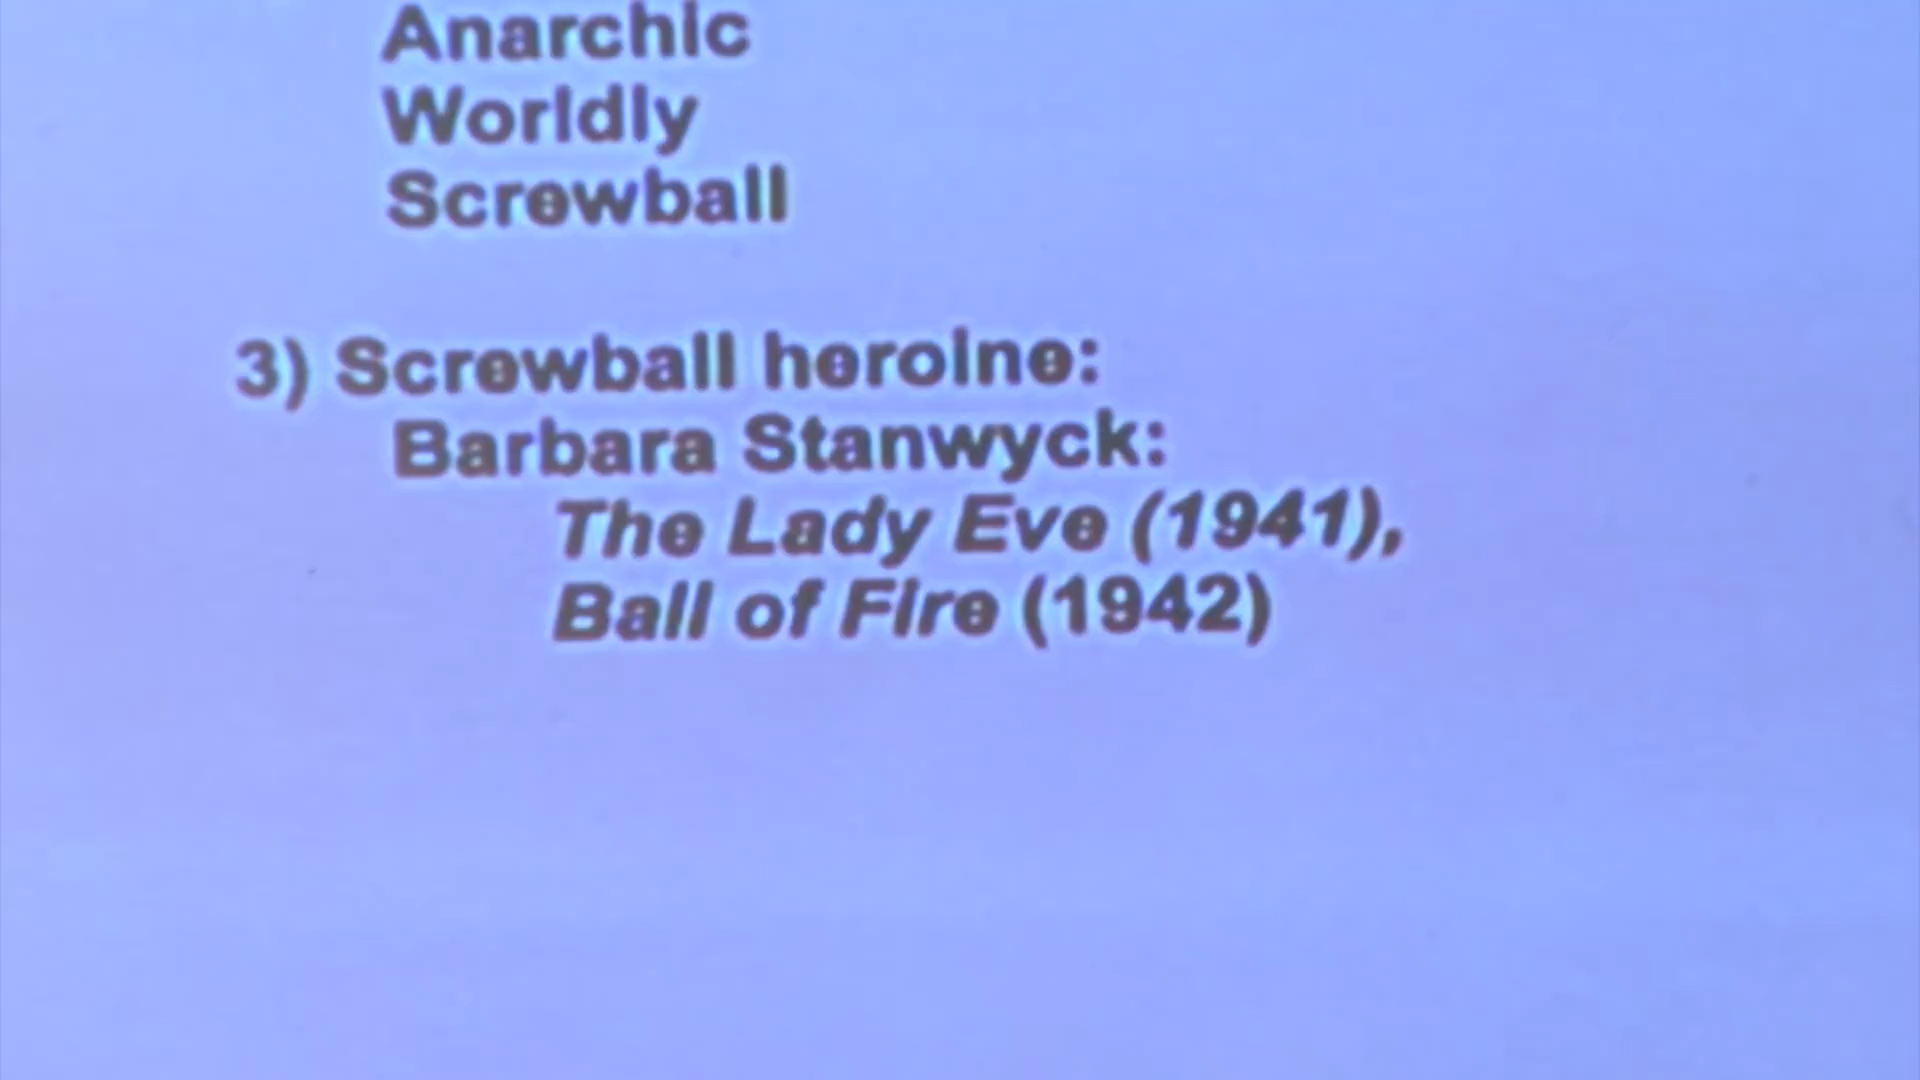 Anarchic
Worldly
Screwball
3) Screwball heroine:
Barbara Stanwyck:
The Lady Eve (1941),
Ball of Fire (1942)